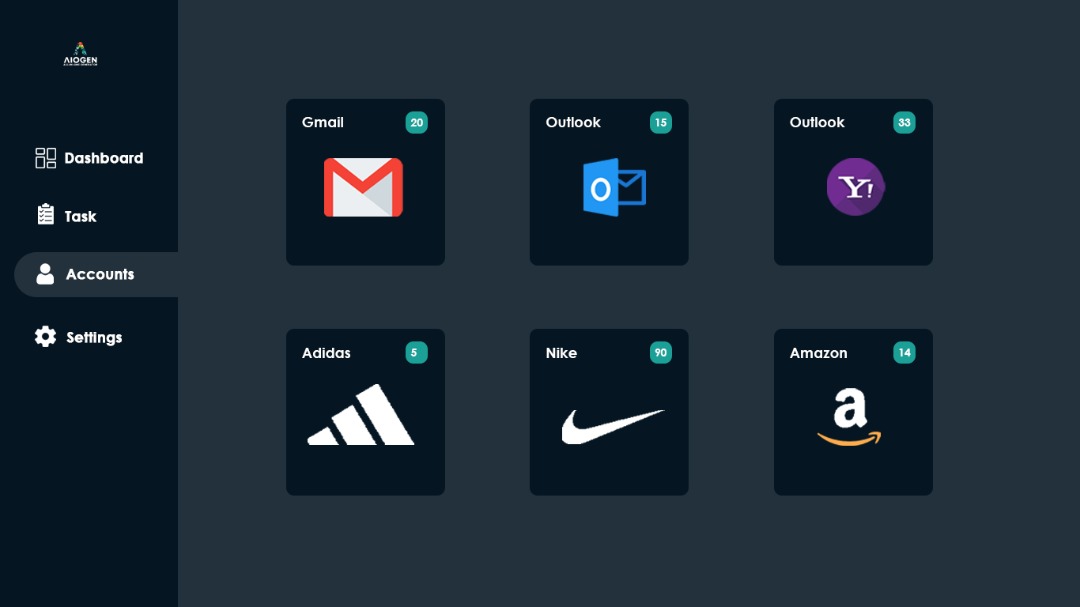 AIOGEN
Dashboard
Task
Accounts
Settings
Gmail 20
Outlook 15
Outlook 33
Y!
Adidas 5
Nike 90
Amazon 14
a